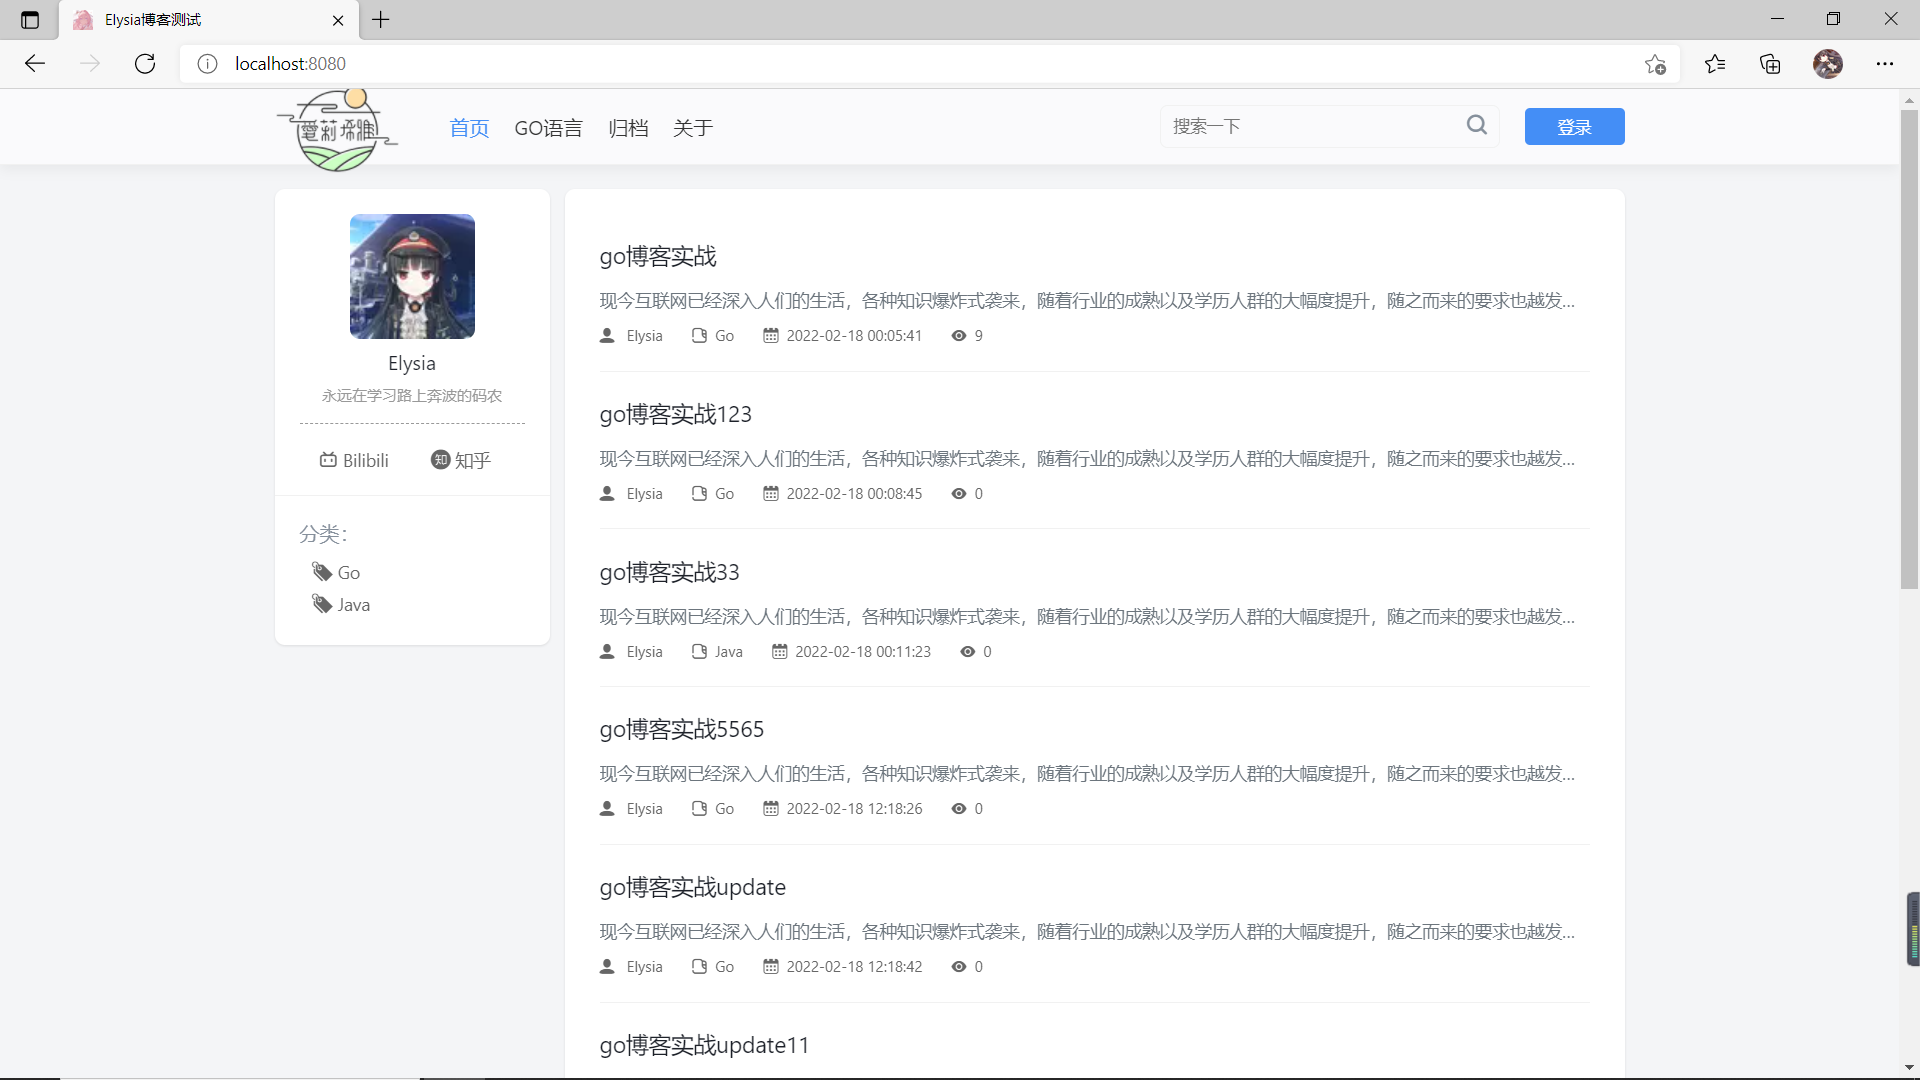 Elysia博客测试
localhost:8080
首页 GO语言 归档 关于 搜索一下 登录
Elysia
永远在学习路上奔波的码农
Bilibili 知 知乎
分类：
Go
Java
go博客实战
现今互联网已经深入人们的生活，各种知识爆炸式袭来，随着行业的成熟以及学历人群的大幅度提升，随之而来的要求也越发...
Elysia Go 2022-02-18 00:05:41 9
go博客实战123
现今互联网已经深入人们的生活，各种知识爆炸式袭来，随着行业的成熟以及学历人群的大幅度提升，随之而来的要求也越发...
Elysia Go 2022-02-18 00:08:45 0
go博客实战33
现今互联网已经深入人们的生活，各种知识爆炸式袭来，随着行业的成熟以及学历人群的大幅度提升，随之而来的要求也越发...
Elysia Java 2022-02-18 00:11:23 0
go博客实战5565
现今互联网已经深入人们的生活，各种知识爆炸式袭来，随着行业的成熟以及学历人群的大幅度提升，随之而来的要求也越发...
Elysia Go 2022-02-18 12:18:26 0
go博客实战update
现今互联网已经深入人们的生活，各种知识爆炸式袭来，随着行业的成熟以及学历人群的大幅度提升，随之而来的要求也越发...
Elysia Go 2022-02-18 12:18:42 0
go博客实战update11